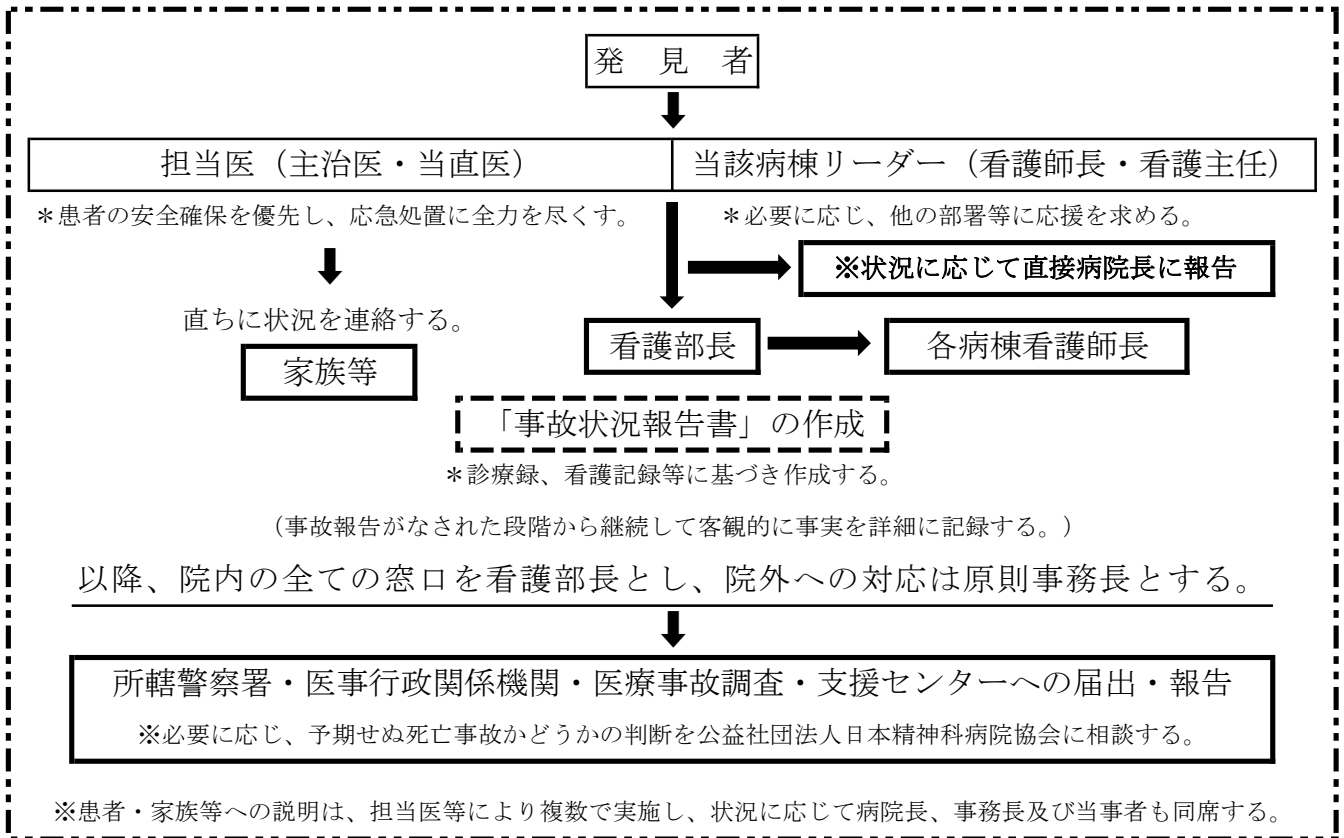 発　見　者
担当医（主治医・当直医）
当該病棟リーダー（看護師長・看護主任）
＊患者の安全確保を優先し、応急処置に全力を尽くす。
＊必要に応じ、他の部署等に応援を求める。
※状況に応じて直接病院長に報告
直ちに状況を連絡する。
家族等
看護部長
各病棟看護師長
「事故状況報告書」の作成
＊診療録、看護記録等に基づき作成する。
（事故報告がなされた段階から継続して客観的に事実を詳細に記録する。）
以降、院内の全ての窓口を看護部長とし、院外への対応は原則事務長とする。
所轄警察署・医事行政関係機関・医療事故調査・支援センターへの届出・報告
※必要に応じ、予期せぬ死亡事故かどうかの判断を公益社団法人日本精神科病院協会に相談する。
※患者・家族等への説明は、担当医等により複数で実施し、状況に応じて病院長、事務長及び当事者も同席する。